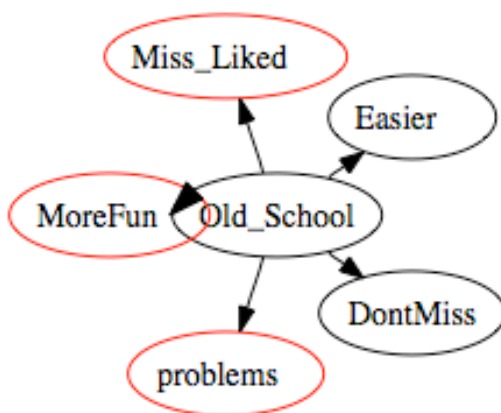 Miss_Liked
Easier
MoreFun
Old_School
DontMiss
problems